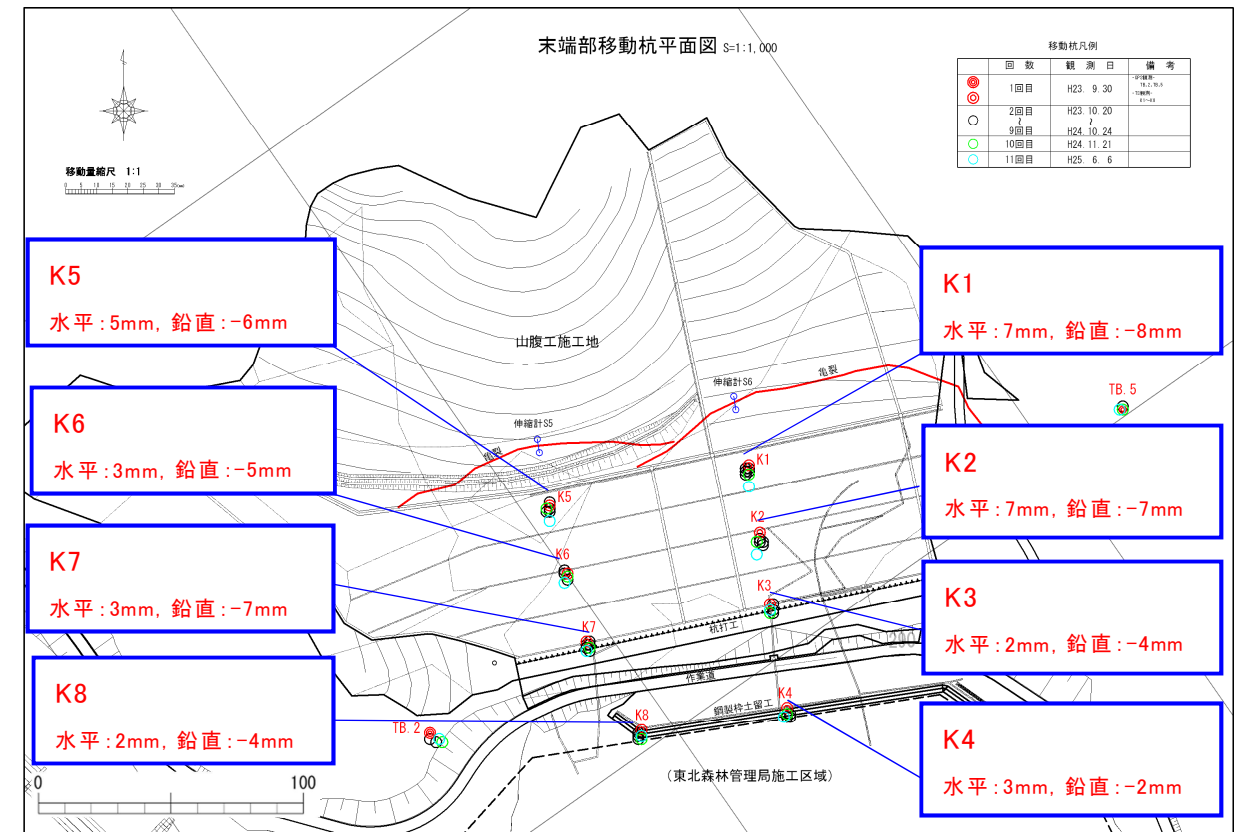 末端部移動杭平面図 S=1:1,000
移動杭凡例
回 数 観 測 日 備 考
1回目 H23. 9.30
2回目 H23.10.20
~ ~
9回目 H24.10.24
10回目 H24.11.21
11回目 H25. 6. 6
移動量縮尺 1:1
0 5 10 15 20 25 30 35
K5
水平:5mm, 鉛直:-6mm
K1
水平:7mm, 鉛直:-8mm
山腹工施工地
亀裂
伸縮計S6
TB.5
K6
水平:3mm, 鉛直:-5mm
伸縮計S5
亀裂
K2
水平:7mm, 鉛直:-7mm
K1
K5
K2
K7
水平:3mm, 鉛直:-7mm
K6
K3
水平:2mm, 鉛直:-4mm
K3
K7
杭打工
290
作業道
K8
水平:2mm, 鉛直:-4mm
K4
鋼製枠土留工
K8
TB.2
K4
水平:3mm, 鉛直:-2mm
(東北森林管理局施工区域)
0 100